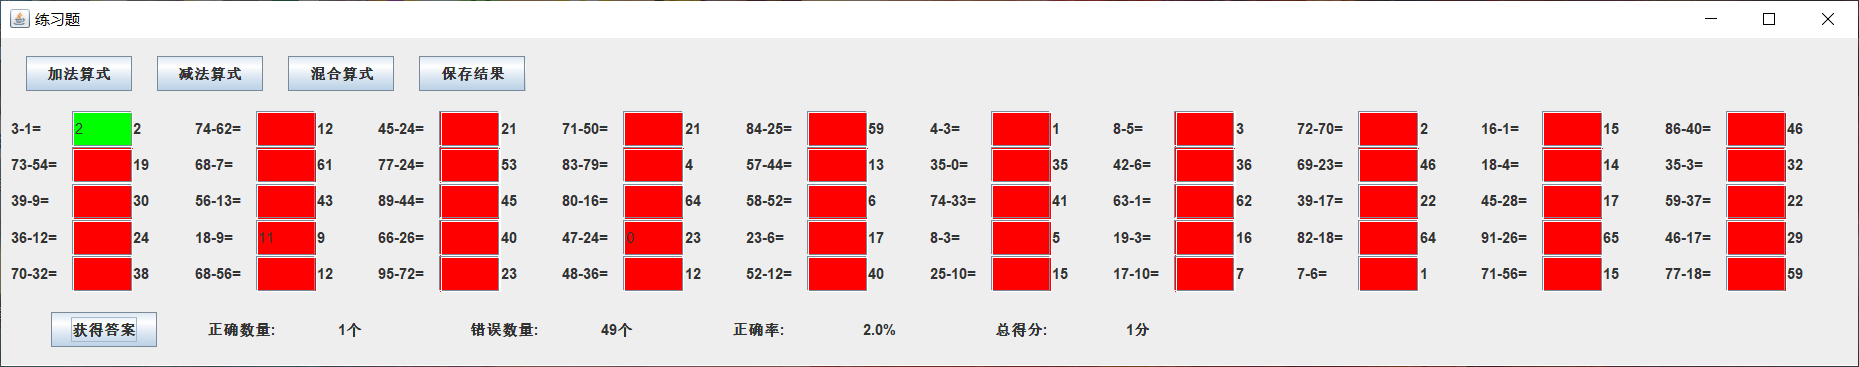 练习题
加法算式 减法算式 混合算式 保存结果
3-1= 2 2 74-62= 12 45-24= 21 71-50= 21 84-25= 59 4-3= 1 8-5= 3 72-70= 2 16-1= 15 86-40= 46
73-54= 19 68-7= 61 77-24= 53 83-79= 4 57-44= 13 35-0= 35 42-6= 36 69-23= 46 18-4= 14 35-3= 32
39-9= 30 56-13= 43 89-44= 45 80-16= 64 58-52= 6 74-33= 41 63-1= 62 39-17= 22 45-28= 17 59-37= 22
36-12= 24 18-9= 11 9 66-26= 40 47-24= 0 23 23-6= 17 8-3= 5 19-3= 16 82-18= 64 91-26= 65 46-17= 29
70-32= 38 68-56= 12 95-72= 23 48-36= 12 52-12= 40 25-10= 15 17-10= 7 7-6= 1 71-56= 15 77-18= 59
获得答案 正确数量: 1个 错误数量: 49个 正确率: 2.0% 总得分: 1分